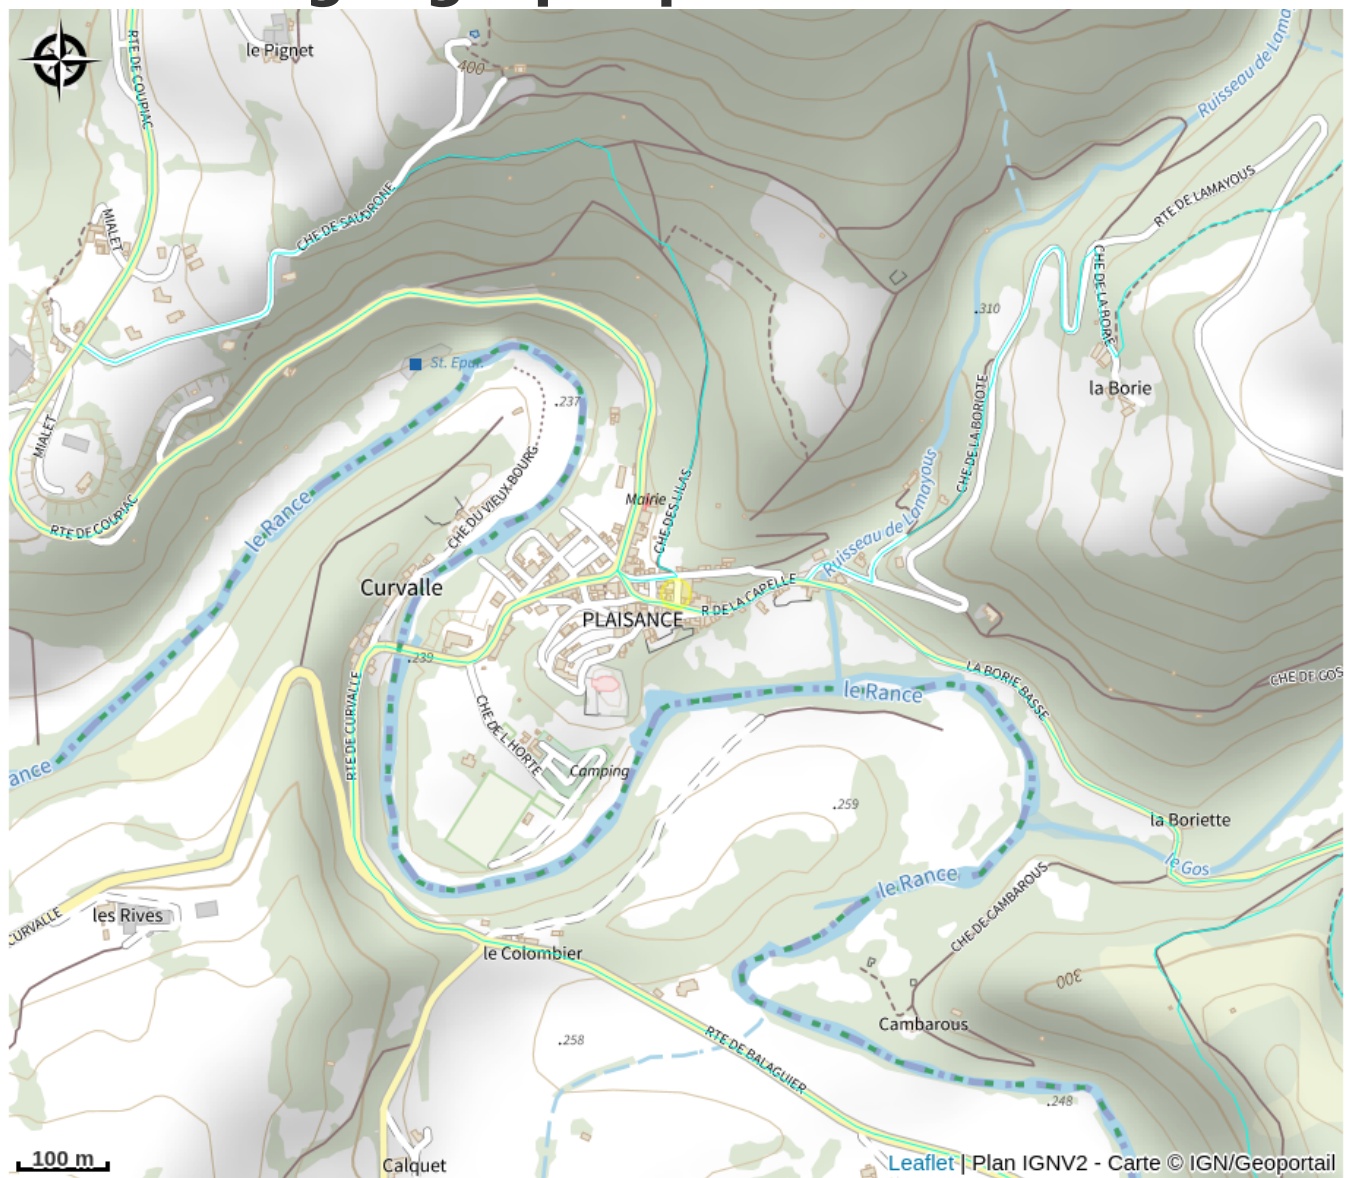 le Pignet
400
RTE DE COUPIAC
Ruisseau de Lama
MIALET
CHE DE SAUDRONE
RTE DE LAMAYOUS
CHE DE LA BORIE
.310
la Borie
St. Epur.
.237
MIALET
CHE DE LA BORIOTE
RTE DE COUPIAC
le Rance
CHE DU VIEUX-BOURG
Mairie
CHE DES LILAS
Ruisseau de Lamayous
Curvalle
PLAISANCE
R DE LA CAPELLE
.239
RTE DE CURVALLE
LA BORIE BASSE
CHE DE GOS
le Rance
CHE DE L'HORTE
Camping
ance
.259
la Boriette
le Gos
le Rance
les Rives
CURVALLE
CHE DE CAMBAROUS
le Colombier
300
Cambarous
.258
RTE DE BALAGUIER
.248
100 m
Calquet
Leaflet | Plan IGNV2 - Carte © IGN/Geoportail